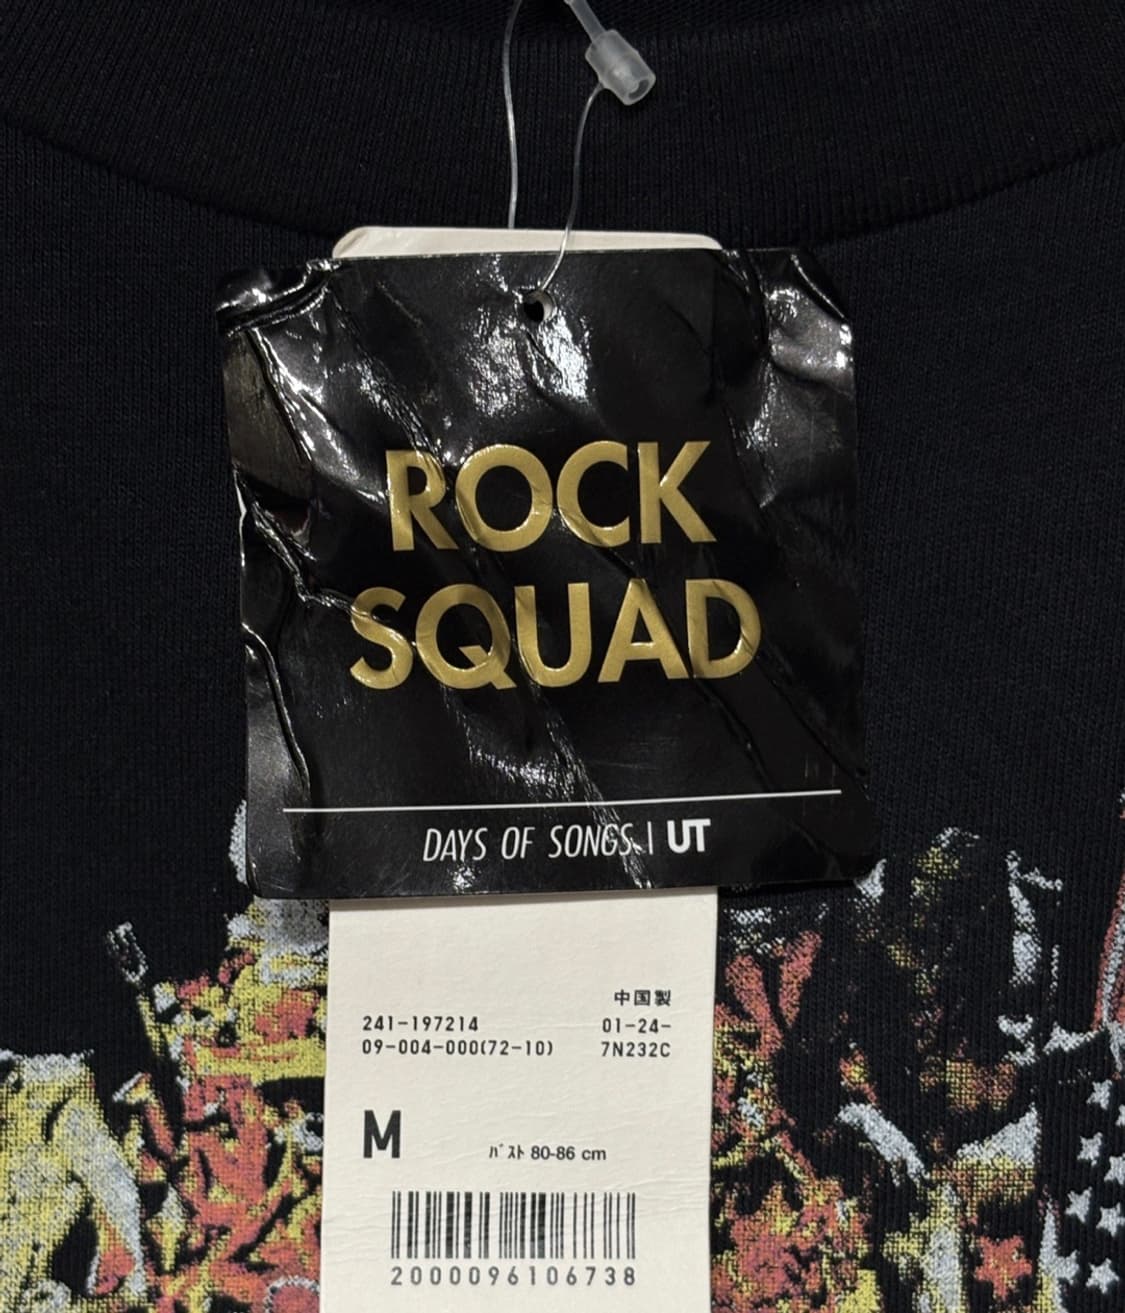 ROCK
SQUAD
DAYS OF SONGS | UT
中国製
241-197214 01-24-
09-004-000(72-10) 7N232C
M バスト 80-86 cm
2000096106738